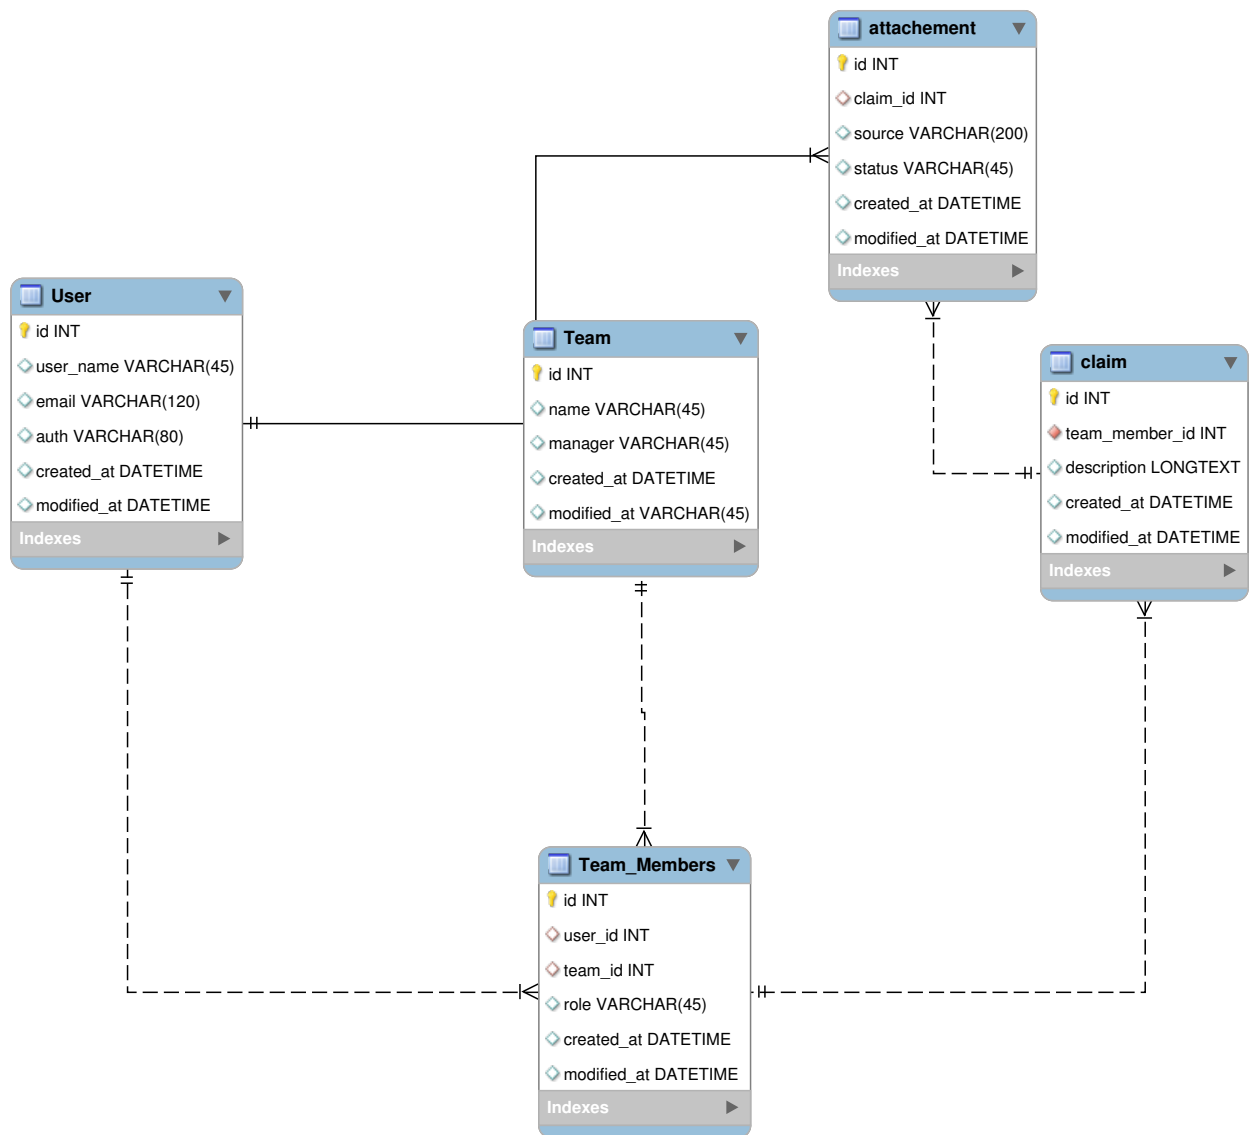 attachement
id INT
claim_id INT
source VARCHAR(200)
status VARCHAR(45)
created_at DATETIME
modified_at DATETIME
Indexes
User
id INT
user_name VARCHAR(45)
email VARCHAR(120)
auth VARCHAR(80)
created_at DATETIME
modified_at DATETIME
Indexes
Team
id INT
name VARCHAR(45)
manager VARCHAR(45)
created_at DATETIME
modified_at VARCHAR(45)
Indexes
claim
id INT
team_member_id INT
description LONGTEXT
created_at DATETIME
modified_at DATETIME
Indexes
Team_Members
id INT
user_id INT
team_id INT
role VARCHAR(45)
created_at DATETIME
modified_at DATETIME
Indexes